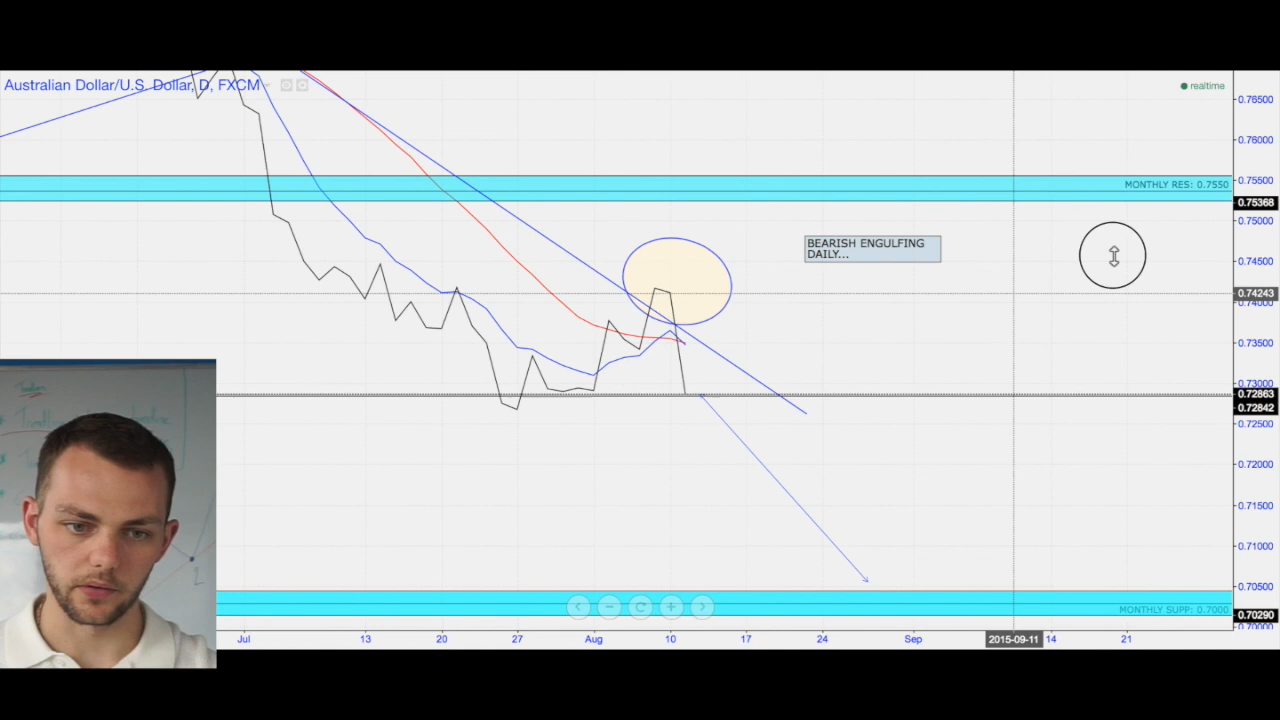 Australian Dollar/U.S. Dollar, D, FXCM
realtime
0.76500
0.76000
0.75500
MONTHLY RES: 0.7550
0.75368
0.75000
BEARISH ENGULFING
DAILY...
0.74500
0.74243
0.74000
0.73500
0.73000
0.72863
0.72842
0.72500
0.72000
0.71500
0.71000
0.70500
MONTHLY SUPP: 0.7000
0.70290
0.70000
Jul 13 20 27 Aug 10 17 24 Sep 2015-09-11 14 21